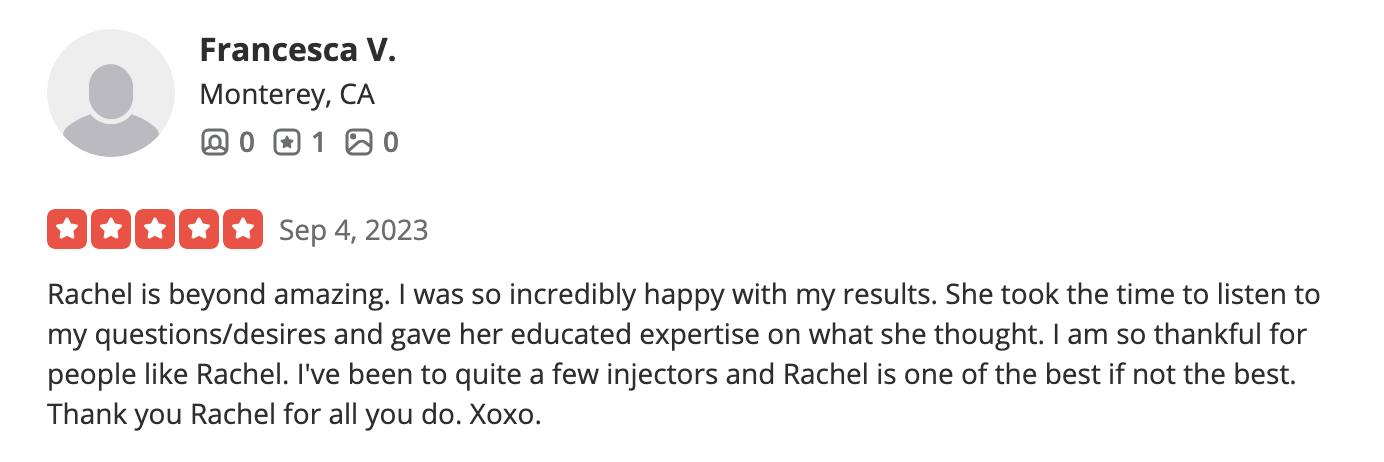 Francesca V.
Monterey, CA
0 1 0
Sep 4, 2023
Rachel is beyond amazing. I was so incredibly happy with my results. She took the time to listen to
my questions/desires and gave her educated expertise on what she thought. I am so thankful for
people like Rachel. I've been to quite a few injectors and Rachel is one of the best if not the best.
Thank you Rachel for all you do. Xoxo.